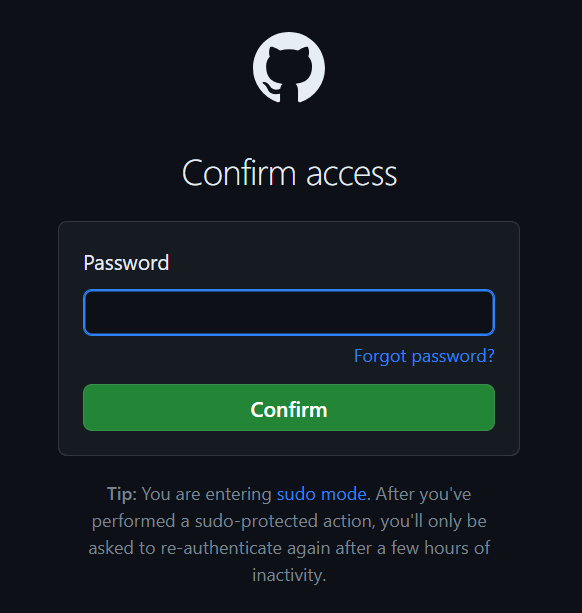 Confirm access
Password
Forgot password?
Confirm
Tip: You are entering sudo mode. After you've
performed a sudo-protected action, you'll only be
asked to re-authenticate again after a few hours of
inactivity.